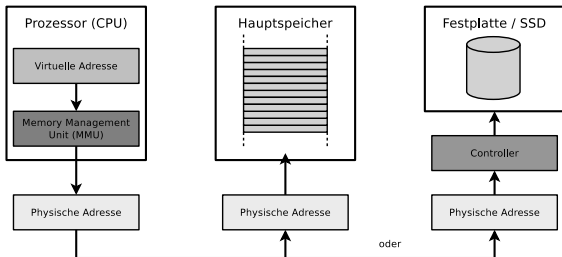 Prozessor (CPU)
Virtuelle Adresse
Memory Management
Unit (MMU)
Physische Adresse
Hauptspeicher
Physische Adresse
Festplatte / SSD
Controller
Physische Adresse
oder